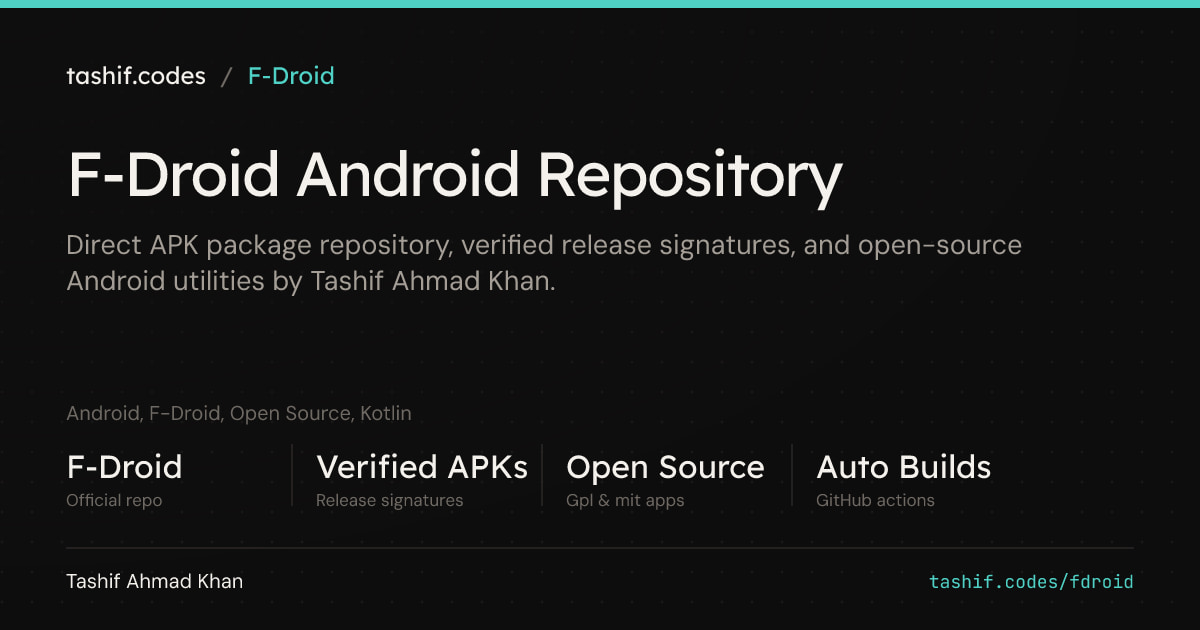 tashif.codes / F-Droid
F-Droid Android Repository
Direct APK package repository, verified release signatures, and open-source
Android utilities by Tashif Ahmad Khan.
Android, F-Droid, Open Source, Kotlin
F-Droid
Official repo
Verified APKs
Release signatures
Open Source
Gpl & mit apps
Auto Builds
GitHub actions
Tashif Ahmad Khan
tashif.codes/fdroid